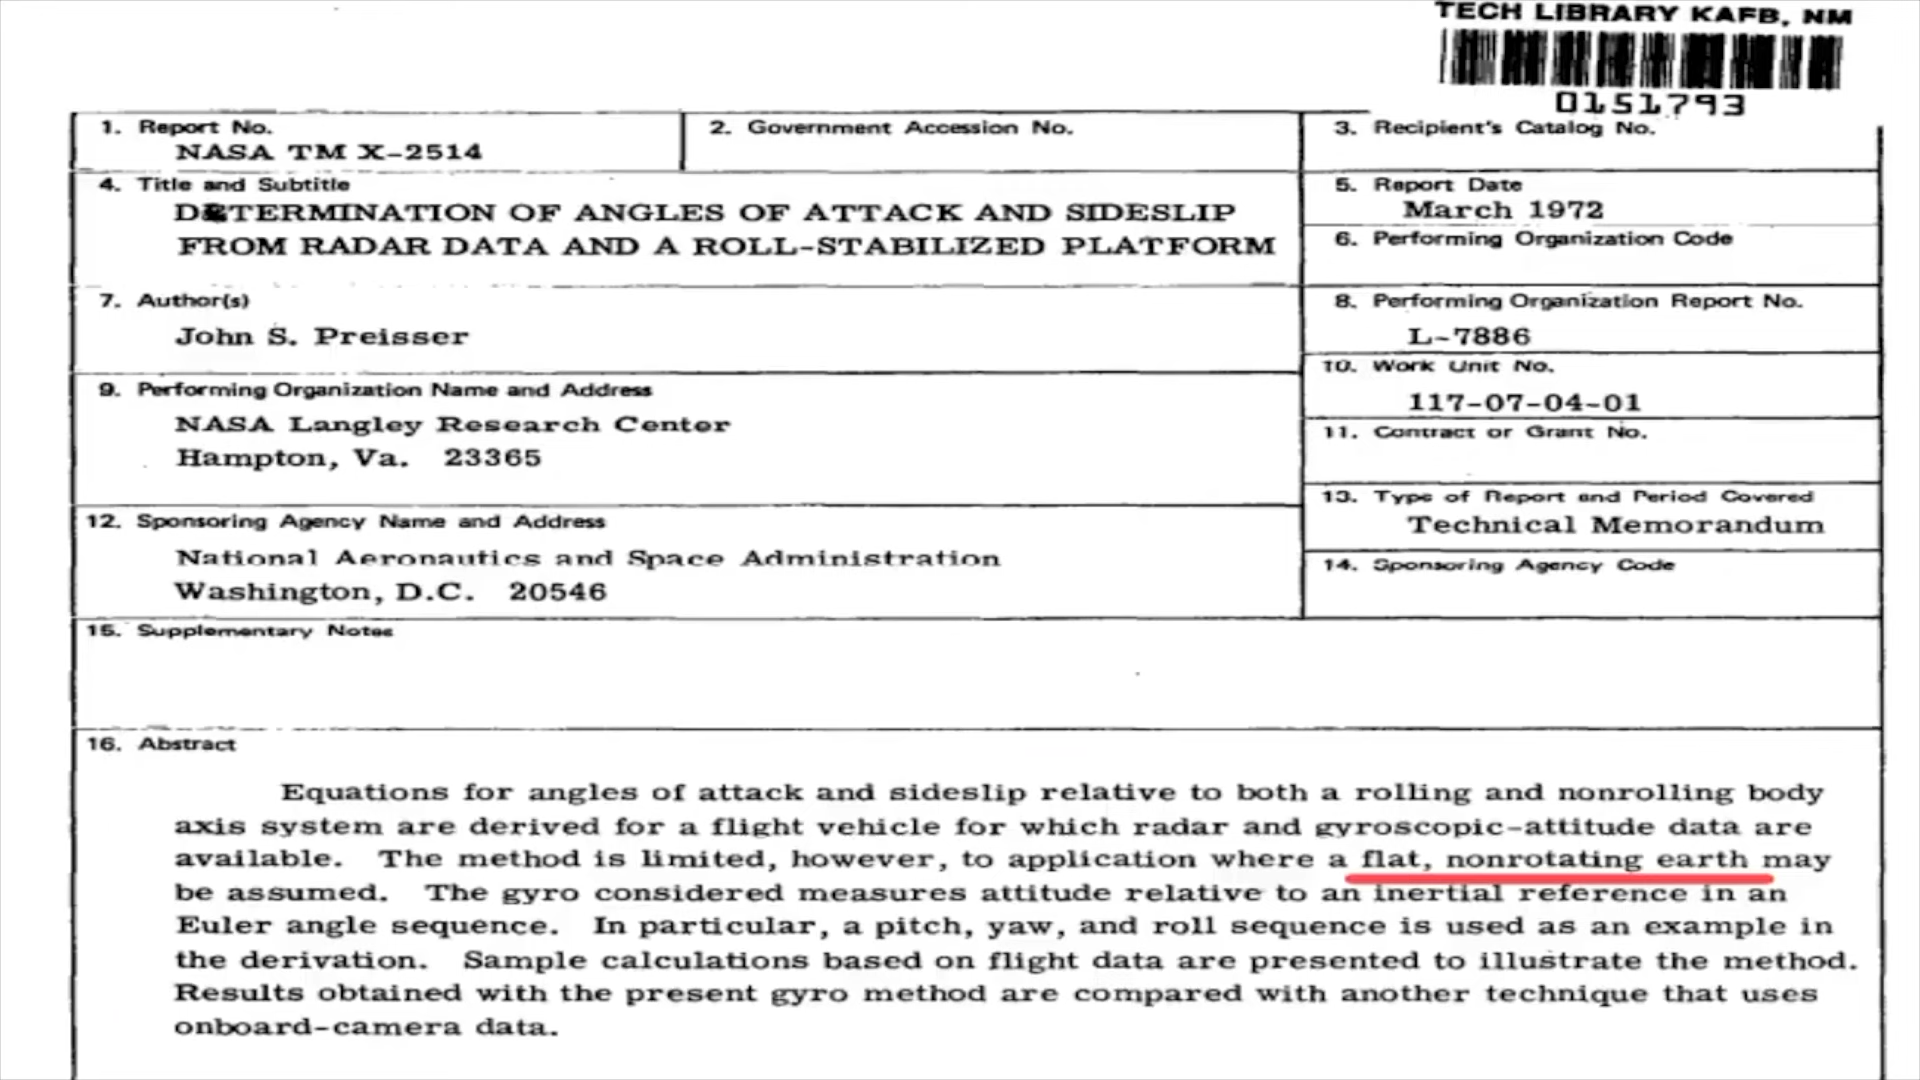 TECH LIBRARY KAFB, NM
0151793
1. Report No.
NASA TM X-2514
2. Government Accession No.
3. Recipient's Catalog No.
4. Title and Subtitle
DETERMINATION OF ANGLES OF ATTACK AND SIDESLIP
FROM RADAR DATA AND A ROLL-STABILIZED PLATFORM
5. Report Date
March 1972
6. Performing Organization Code
7. Author(s)
John S. Preisser
8. Performing Organization Report No.
L-7886
9. Performing Organization Name and Address
NASA Langley Research Center
Hampton, Va. 23365
10. Work Unit No.
117-07-04-01
11. Contract or Grant No.
12. Sponsoring Agency Name and Address
National Aeronautics and Space Administration
Washington, D.C. 20546
13. Type of Report and Period Covered
Technical Memorandum
14. Sponsoring Agency Code
15. Supplementary Notes
16. Abstract
Equations for angles of attack and sideslip relative to both a rolling and nonrolling body
axis system are derived for a flight vehicle for which radar and gyroscopic-attitude data are
available. The method is limited, however, to application where a flat, nonrotating earth may
be assumed. The gyro considered measures attitude relative to an inertial reference in an
Euler angle sequence. In particular, a pitch, yaw, and roll sequence is used as an example in
the derivation. Sample calculations based on flight data are presented to illustrate the method.
Results obtained with the present gyro method are compared with another technique that uses
onboard-camera data.